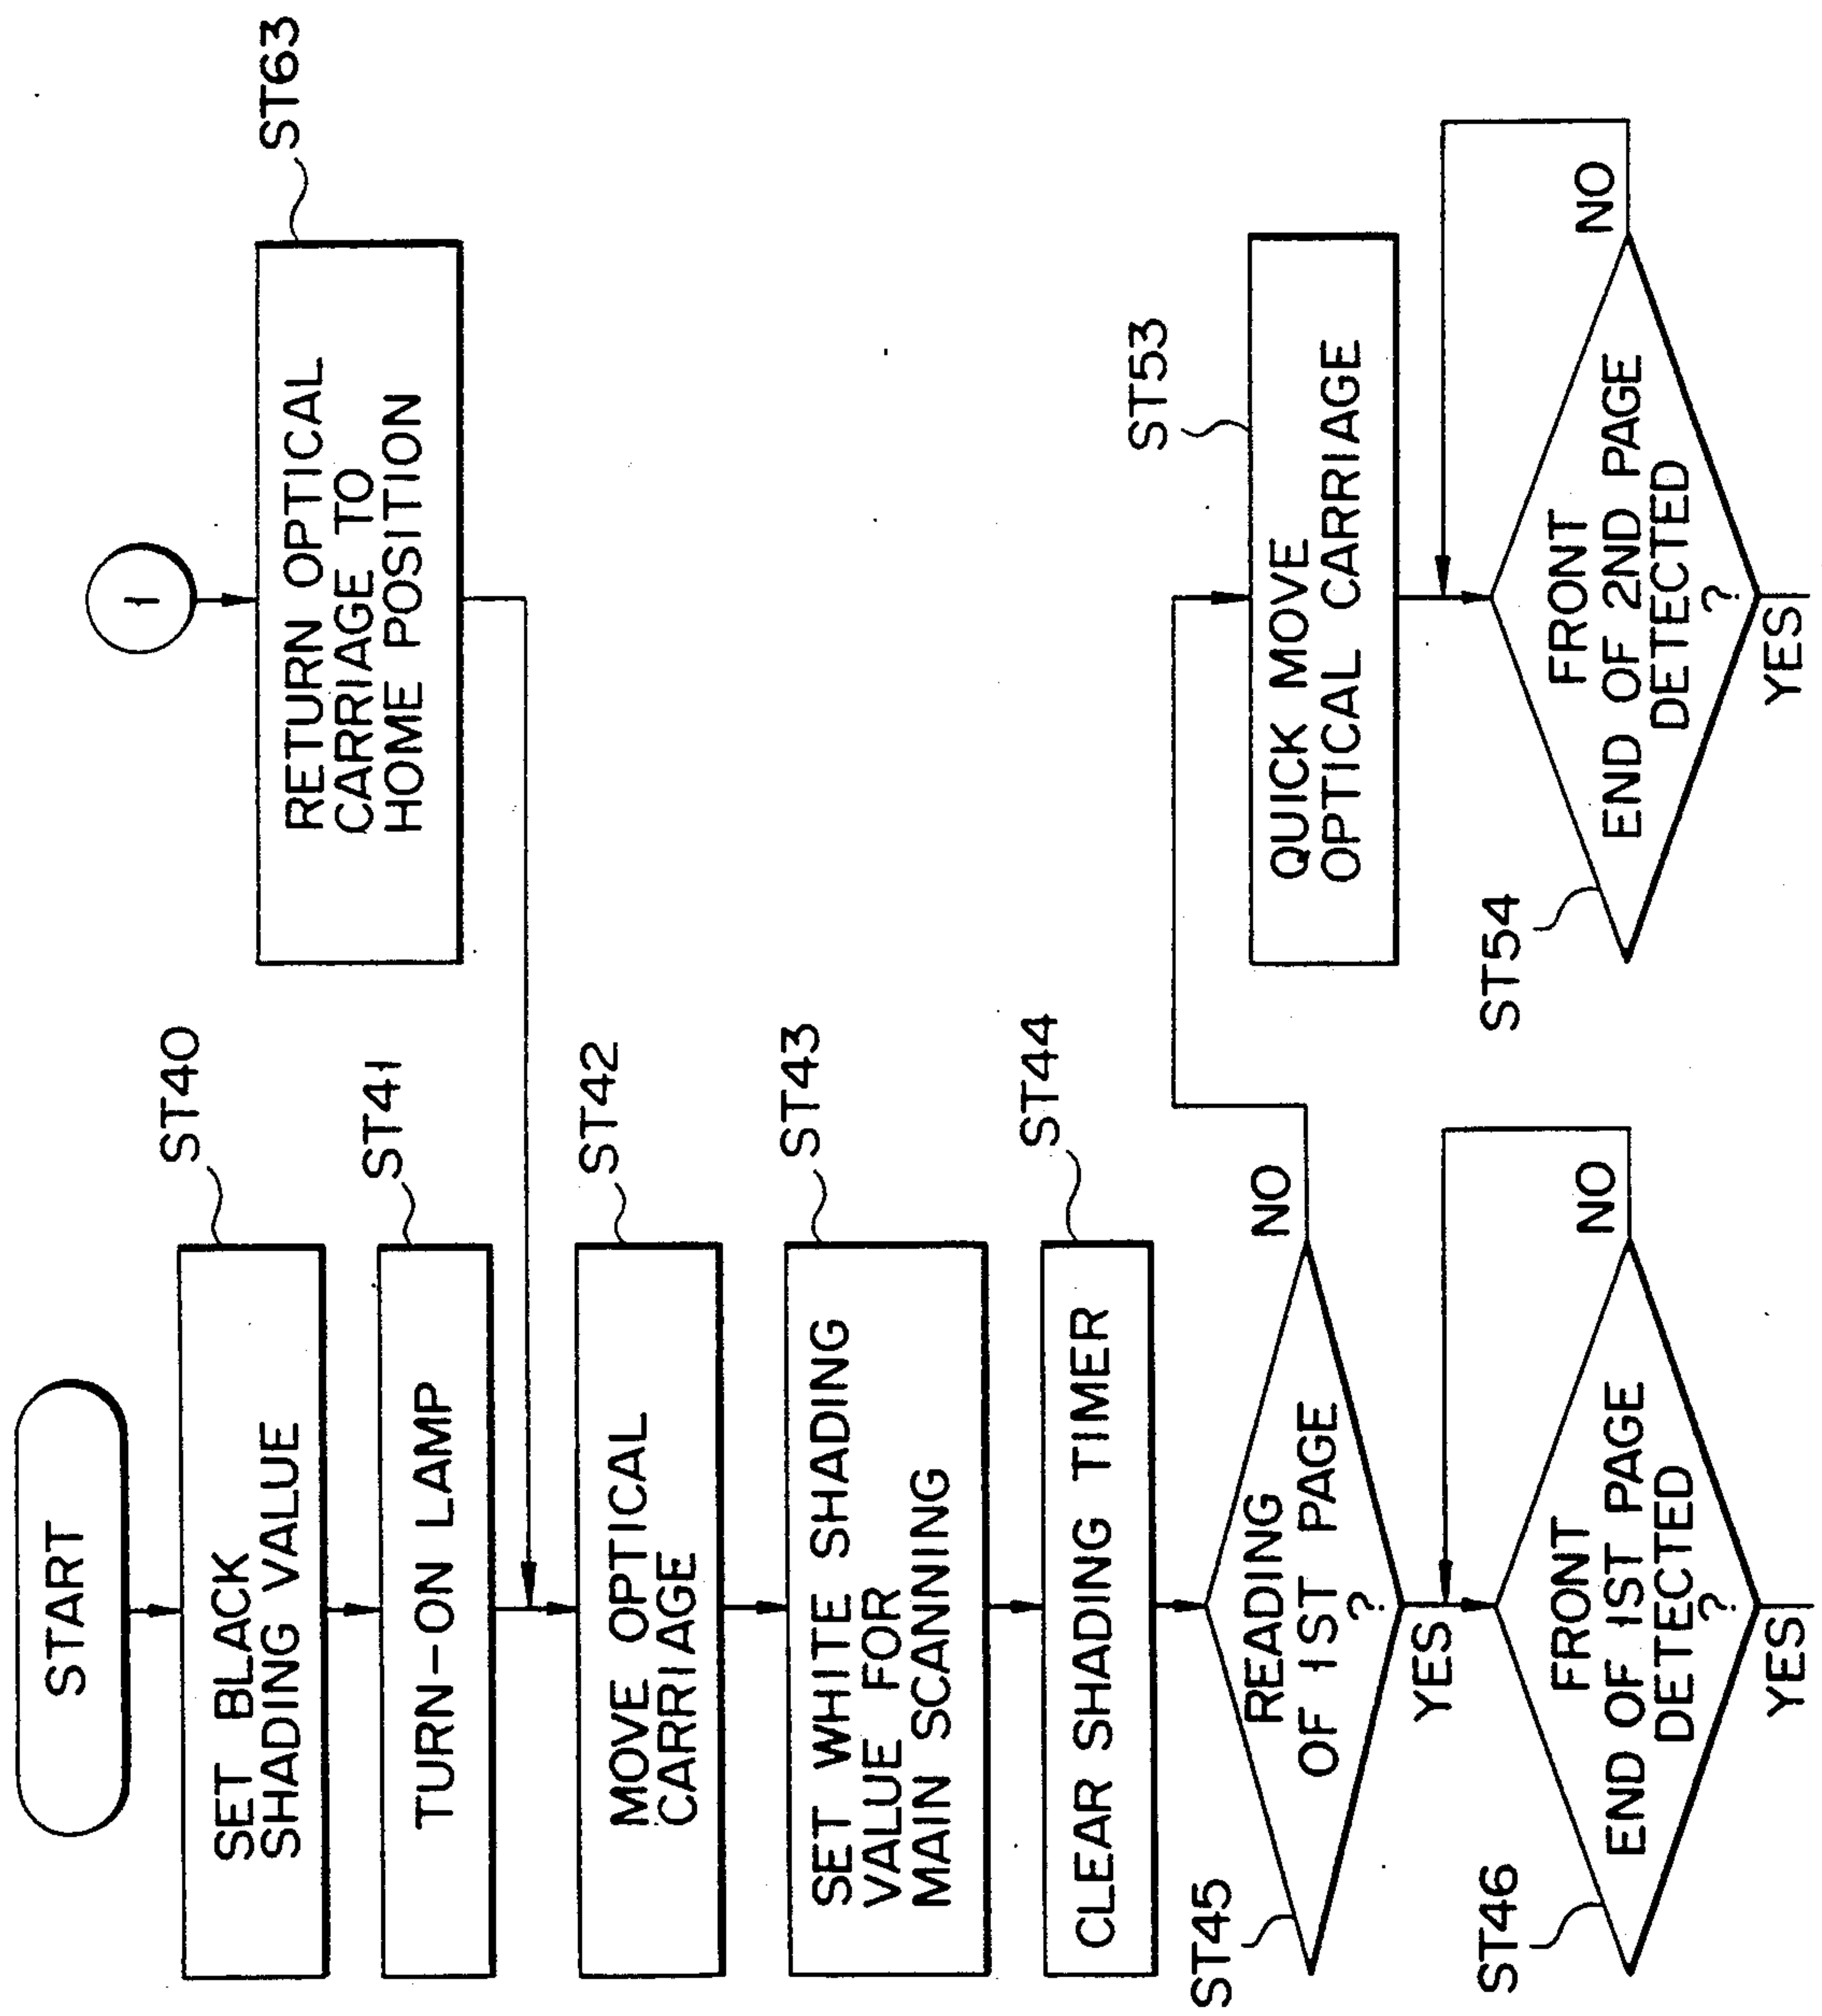 START
ST40
SET BLACK
SHADING VALUE
ST41
TURN-ON LAMP
ST42
MOVE OPTICAL
CARRIAGE
ST43
SET WHITE SHADING
VALUE FOR
MAIN SCANNING
ST44
CLEAR SHADING TIMER
ST45
READING
OF 1ST PAGE
?
NO
YES
ST46
FRONT
END OF 1ST PAGE
DETECTED
?
NO
YES
1
ST63
RETURN OPTICAL
CARRIAGE TO
HOME POSITION
ST53
QUICK MOVE
OPTICAL CARRIAGE
ST54
FRONT
END OF 2ND PAGE
DETECTED
?
NO
YES